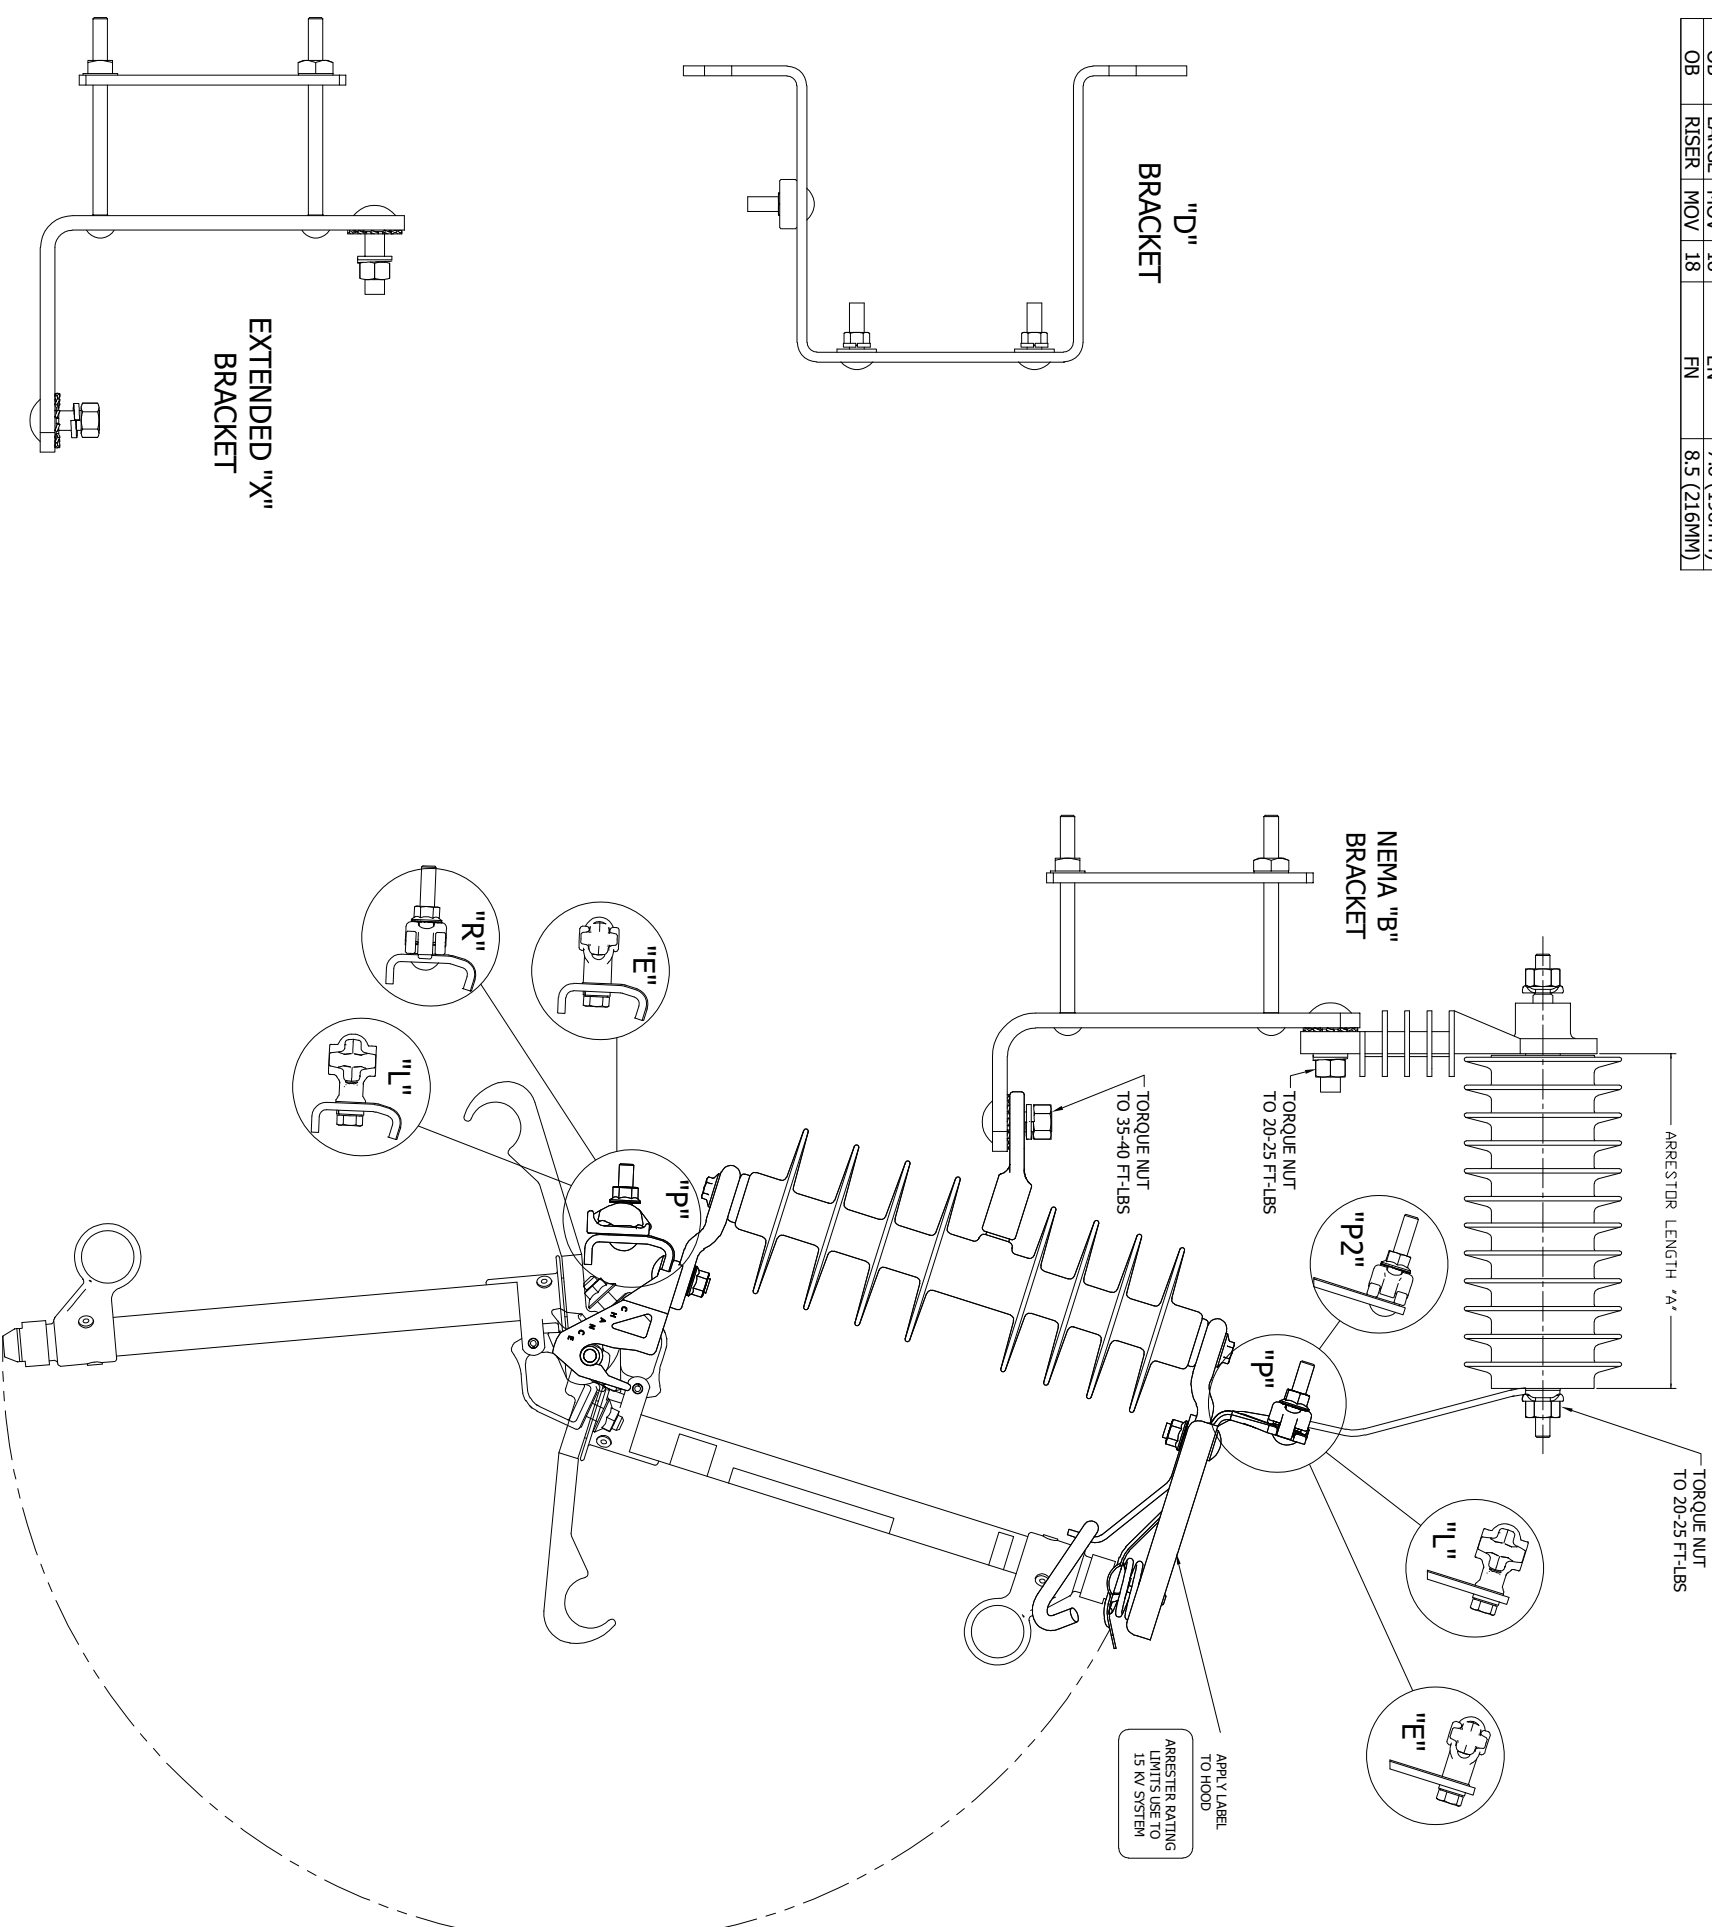 OB RISER MOV 18 FN 8.5 (216MM)
"D"
BRACKET
EXTENDED "X"
BRACKET
NEMA "B"
BRACKET
ARRESTOR LENGTH "A"
TORQUE NUT
TO 20-25 FT-LBS
TORQUE NUT
TO 20-25 FT-LBS
TORQUE NUT
TO 35-40 FT-LBS
"P2"
"P"
"L"
"E"
"E"
"R"
"L"
"P"
CHANCE
APPLY LABEL
TO HOOD
ARRESTER RATING
LIMITS USE TO
15 KV SYSTEM